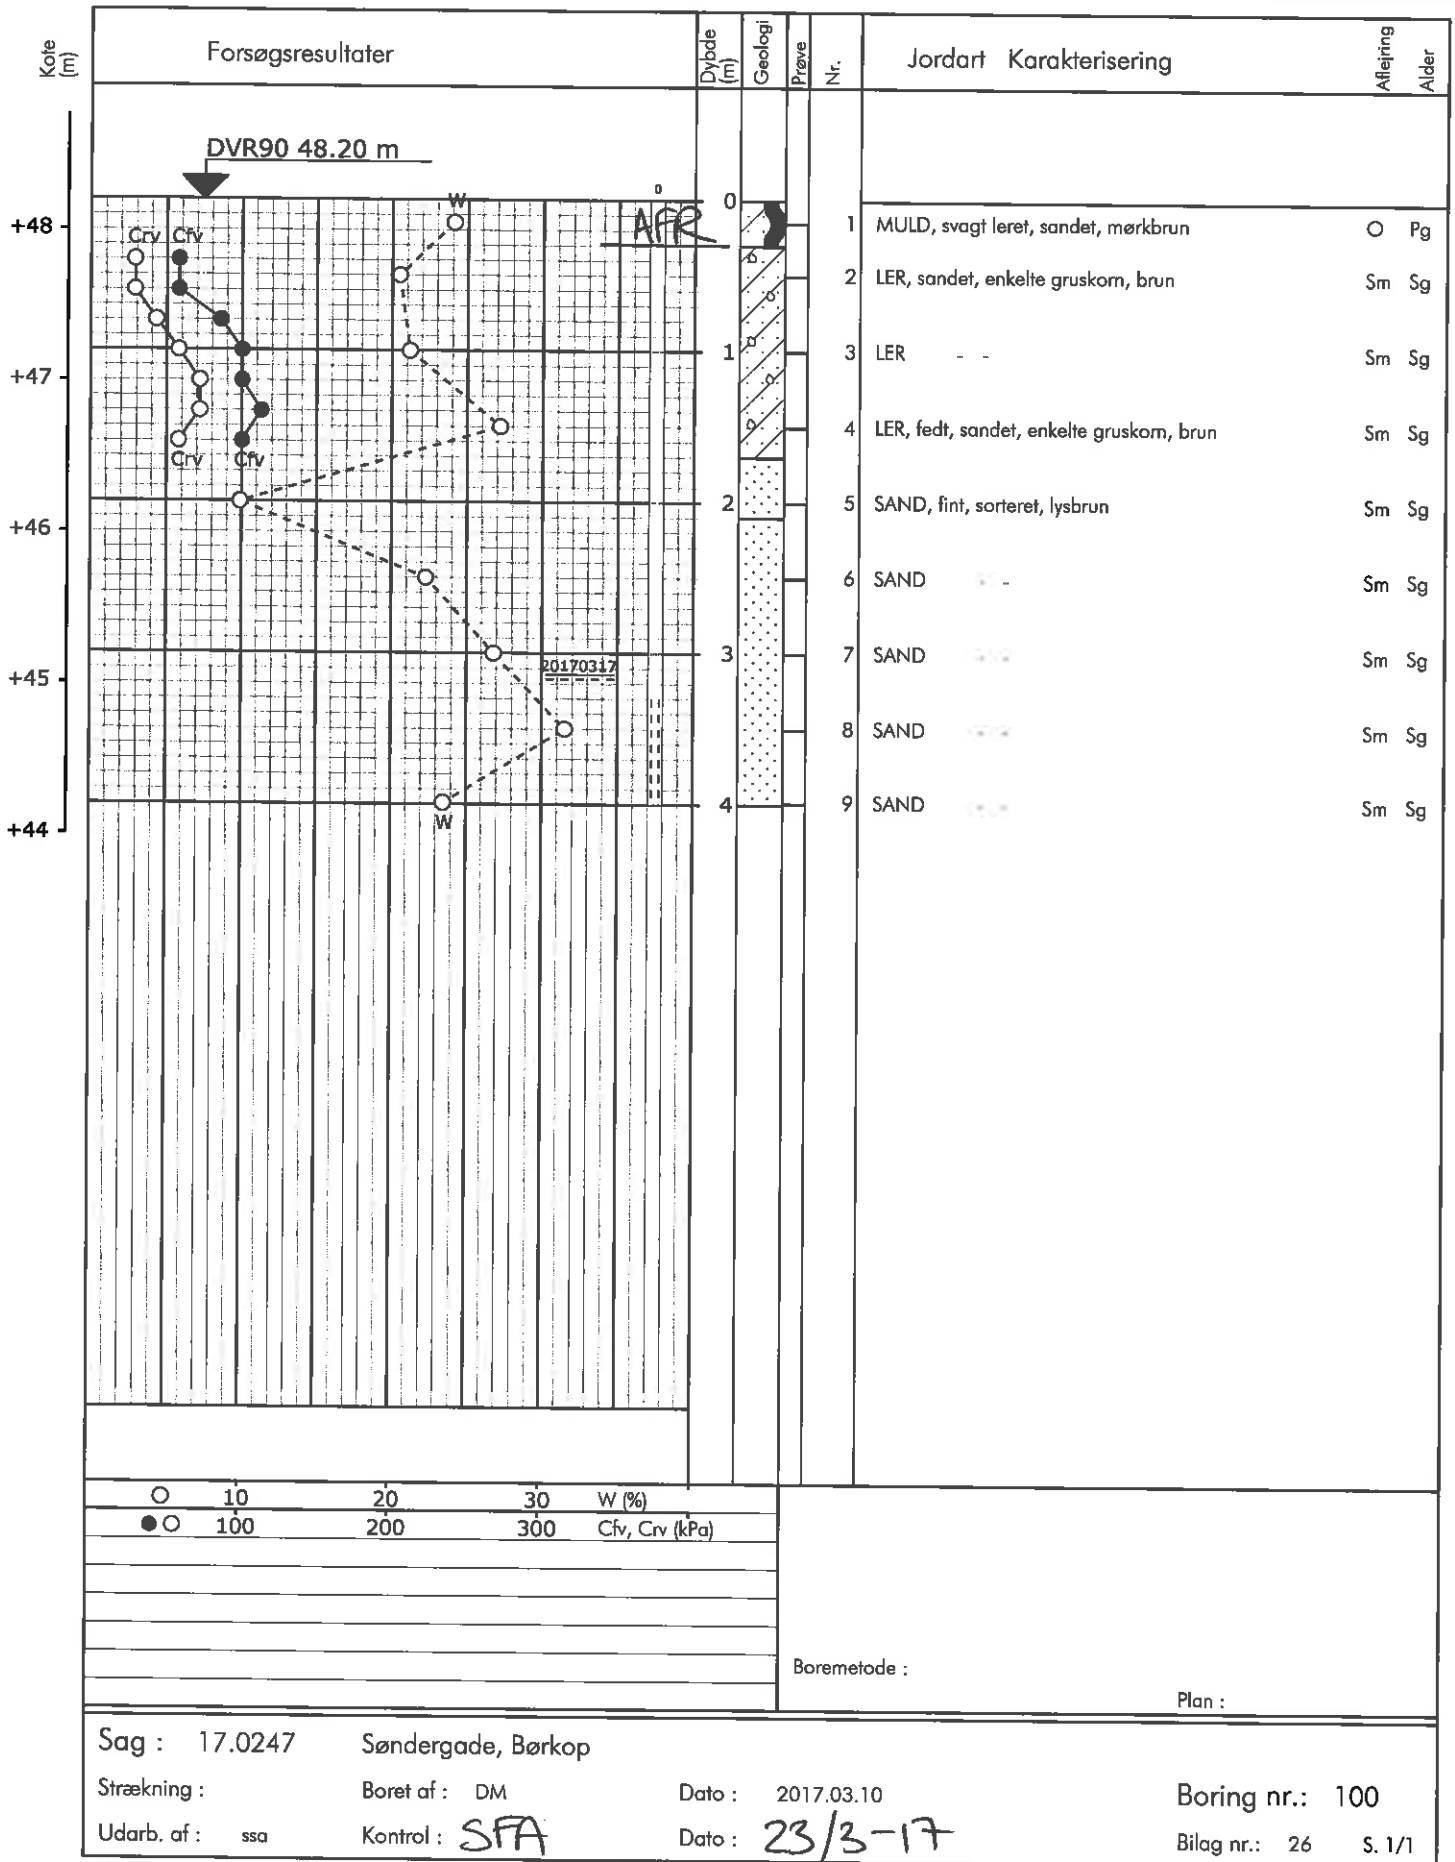 Kote (m)
Forsøgsresultater
Dybde (m)
Geologi
Prøve
Nr.
Jordart Karakterisering
Aflejring
Alder
DVR90 48.20 m
W
0
0
AFR
+48
Crv Cfv
1 MULD, svagt leret, sandet, mørkbrun O Pg
2 LER, sandet, enkelte gruskorn, brun Sm Sg
1
3 LER - - Sm Sg
+47
4 LER, fedt, sandet, enkelte gruskorn, brun Sm Sg
Crv Cfv
2
5 SAND, fint, sorteret, lysbrun Sm Sg
+46
6 SAND - - Sm Sg
3
7 SAND - - Sm Sg
20170317
+45
8 SAND - - Sm Sg
4
9 SAND - - Sm Sg
W
+44
10 20 30 W (%)
100 200 300 Cfv, Crv (kPa)
Boremetode :
Plan :
Sag : 17.0247 Søndergade, Børkop
Strækning : Boret af : DM Dato : 2017.03.10 Boring nr.: 100
Udarb. af : ssa Kontrol : SFA Dato : 23/3-17 Bilag nr.: 26 S. 1/1